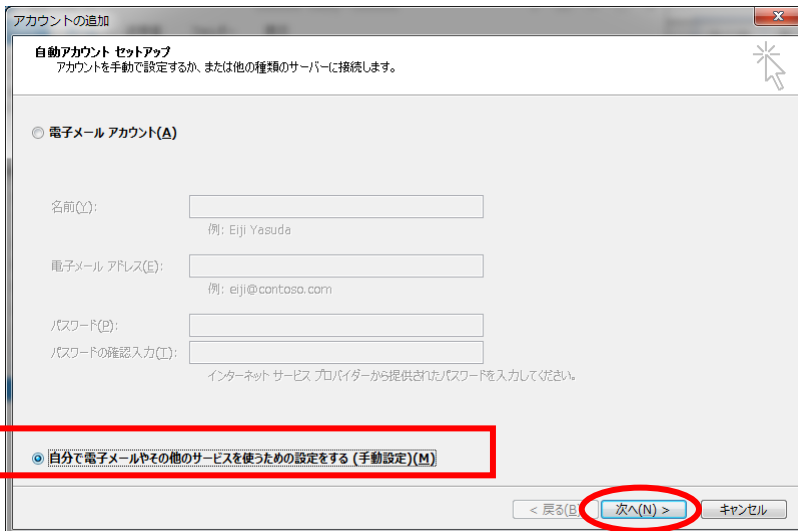 アカウントの追加
自動アカウント セットアップ
アカウントを手動で設定するか、または他の種類のサーバーに接続します。
電子メール アカウント(A)
名前(Y):
例: Eiji Yasuda
電子メール アドレス(E):
例: eiji@contoso.com
パスワード(P):
パスワードの確認入力(T):
インターネット サービス プロバイダーから提供されたパスワードを入力してください。
自分で電子メールやその他のサービスを使うための設定をする (手動設定)(M)
< 戻る(B) 次へ(N) > キャンセル